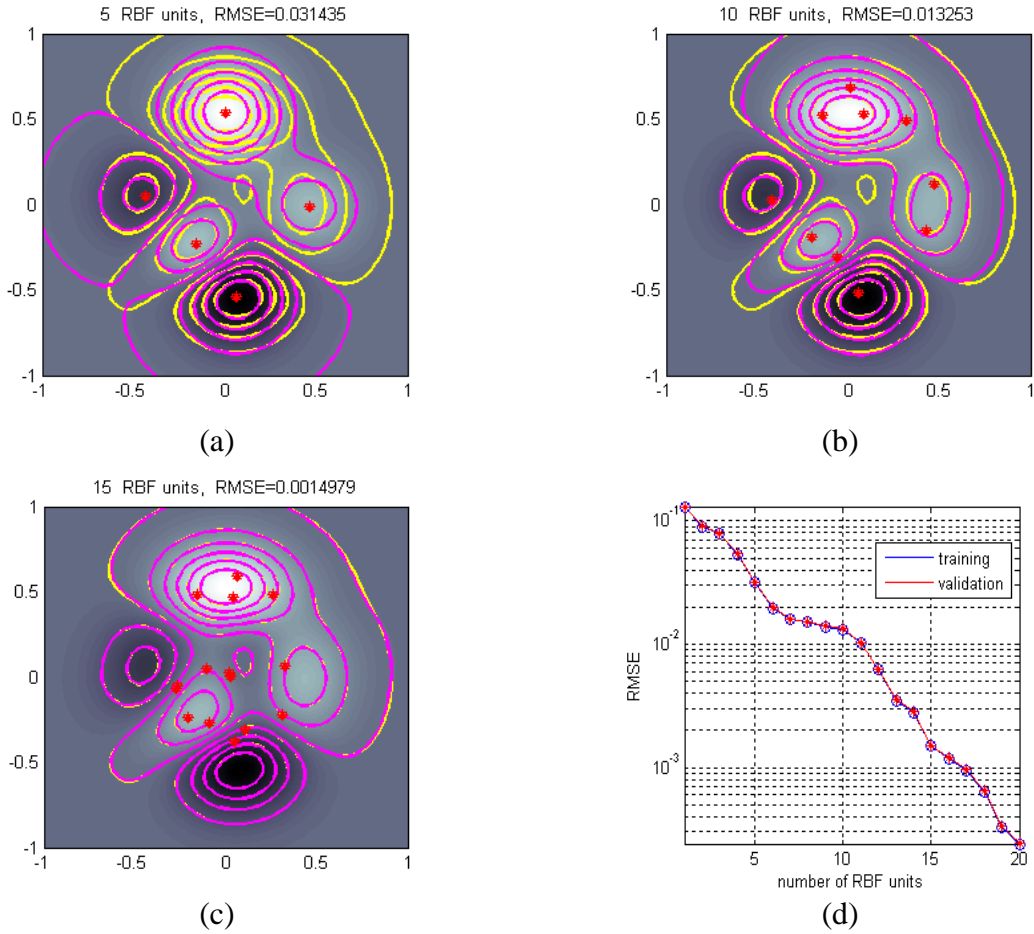 5 RBF units, RMSE=0.031435
1
0.5
0
-0.5
-1
-1 -0.5 0 0.5 1
(a)
10 RBF units, RMSE=0.013253
1
0.5
0
-0.5
-1
-1 -0.5 0 0.5 1
(b)
15 RBF units, RMSE=0.0014979
1
0.5
0
-0.5
-1
-1 -0.5 0 0.5 1
(c)
10-1
10-2
10-3
RMSE
training
validation
5 10 15 20
number of RBF units
(d)